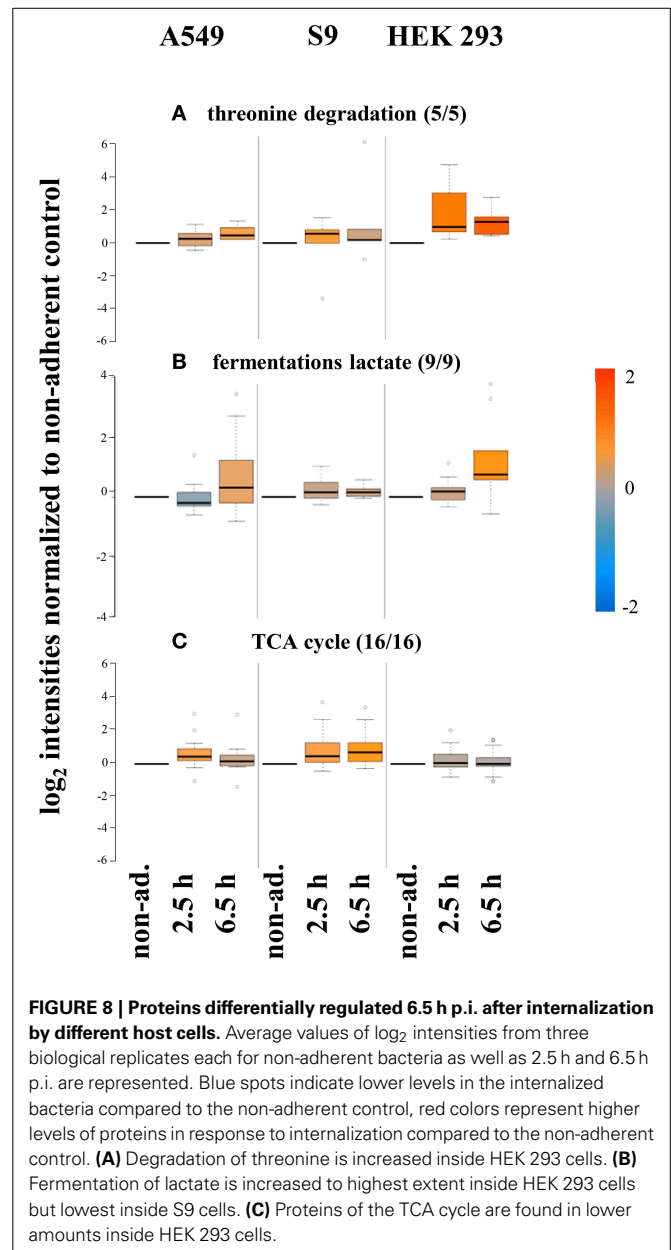 A549 S9 HEK 293
A threonine degradation (5/5)
6
4
2
0
-2
-4
-6
B fermentations lactate (9/9)
4
2
0
-2
-4
C TCA cycle (16/16)
6
4
2
0
-2
-4
-6
log2 intensities normalized to non-adherent control
2
0
-2
non-ad. 2.5 h 6.5 h non-ad. 2.5 h 6.5 h non-ad. 2.5 h 6.5 h
FIGURE 8 | Proteins differentially regulated 6.5 h p.i. after internalization
by different host cells. Average values of log2 intensities from three
biological replicates each for non-adherent bacteria as well as 2.5 h and 6.5 h
p.i. are represented. Blue spots indicate lower levels in the internalized
bacteria compared to the non-adherent control, red colors represent higher
levels of proteins in response to internalization compared to the non-adherent
control. (A) Degradation of threonine is increased inside HEK 293 cells. (B)
Fermentation of lactate is increased to highest extent inside HEK 293 cells
but lowest inside S9 cells. (C) Proteins of the TCA cycle are found in lower
amounts inside HEK 293 cells.